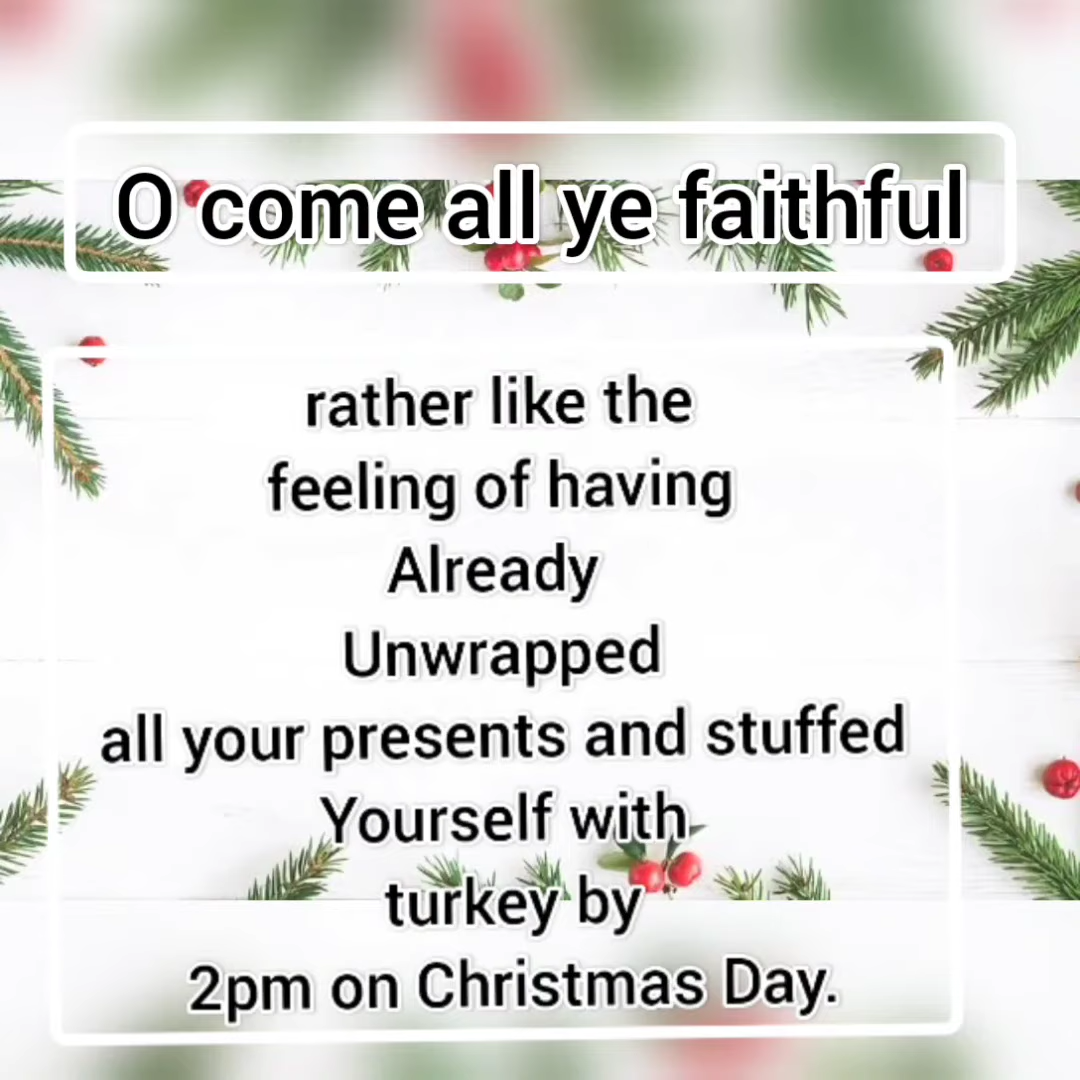 O come all ye faithful
rather like the
feeling of having
Already
Unwrapped
all your presents and stuffed
Yourself with
turkey by
2pm on Christmas Day.